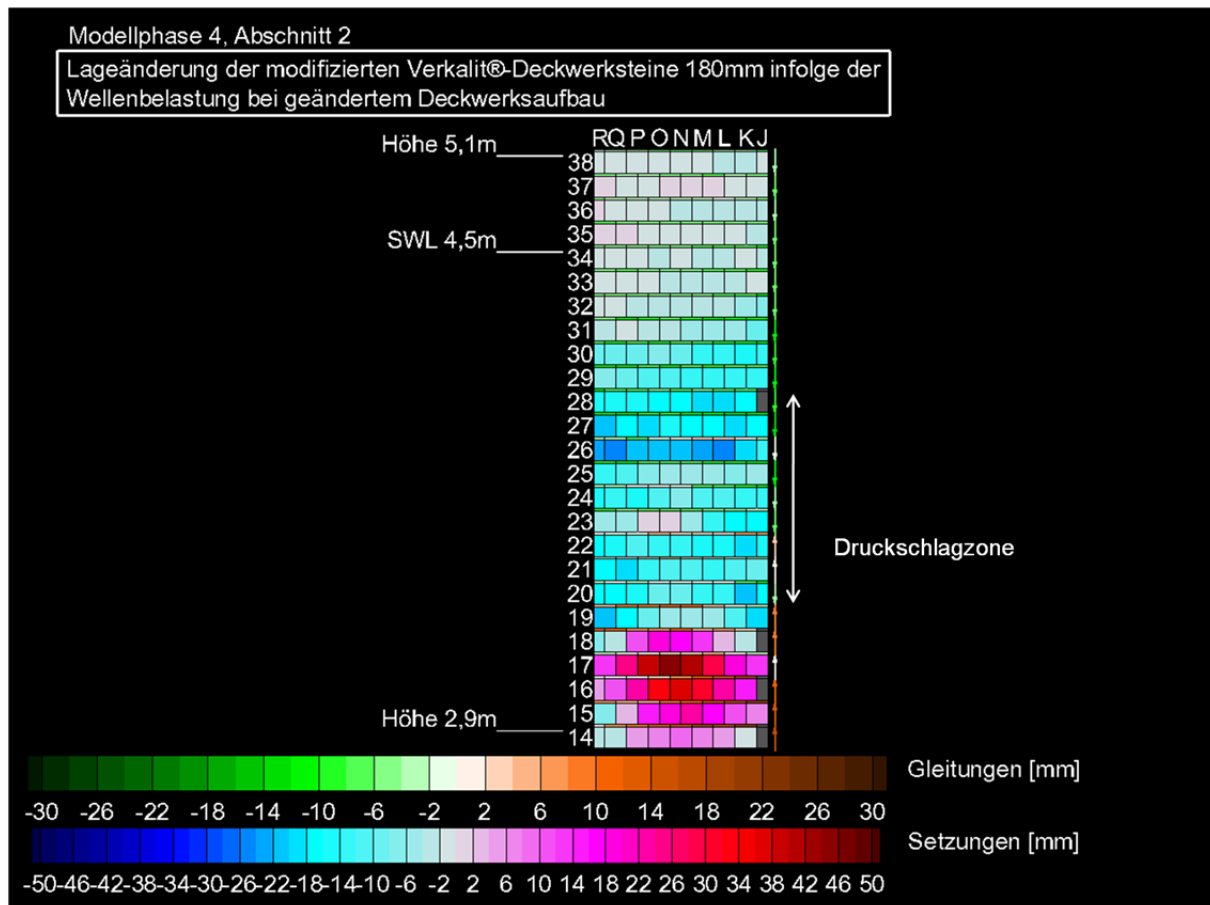 Modellphase 4, Abschnitt 2
Lageänderung der modifizierten Verkalit®-Deckwerksteine 180mm infolge der
Wellenbelastung bei geändertem Deckwerksaufbau
R Q P O N M L K J
Höhe 5,1m
38
37
36
35
SWL 4,5m
34
33
32
31
30
29
28
27
26
25
24
23
22
Druckschlagzone
21
20
19
18
17
16
15
Höhe 2,9m
14
Gleitungen [mm]
-30 -26 -22 -18 -14 -10 -6 -2 2 6 10 14 18 22 26 30
Setzungen [mm]
-50 -46 -42 -38 -34 -30 -26 -22 -18 -14 -10 -6 -2 2 6 10 14 18 22 26 30 34 38 42 46 50